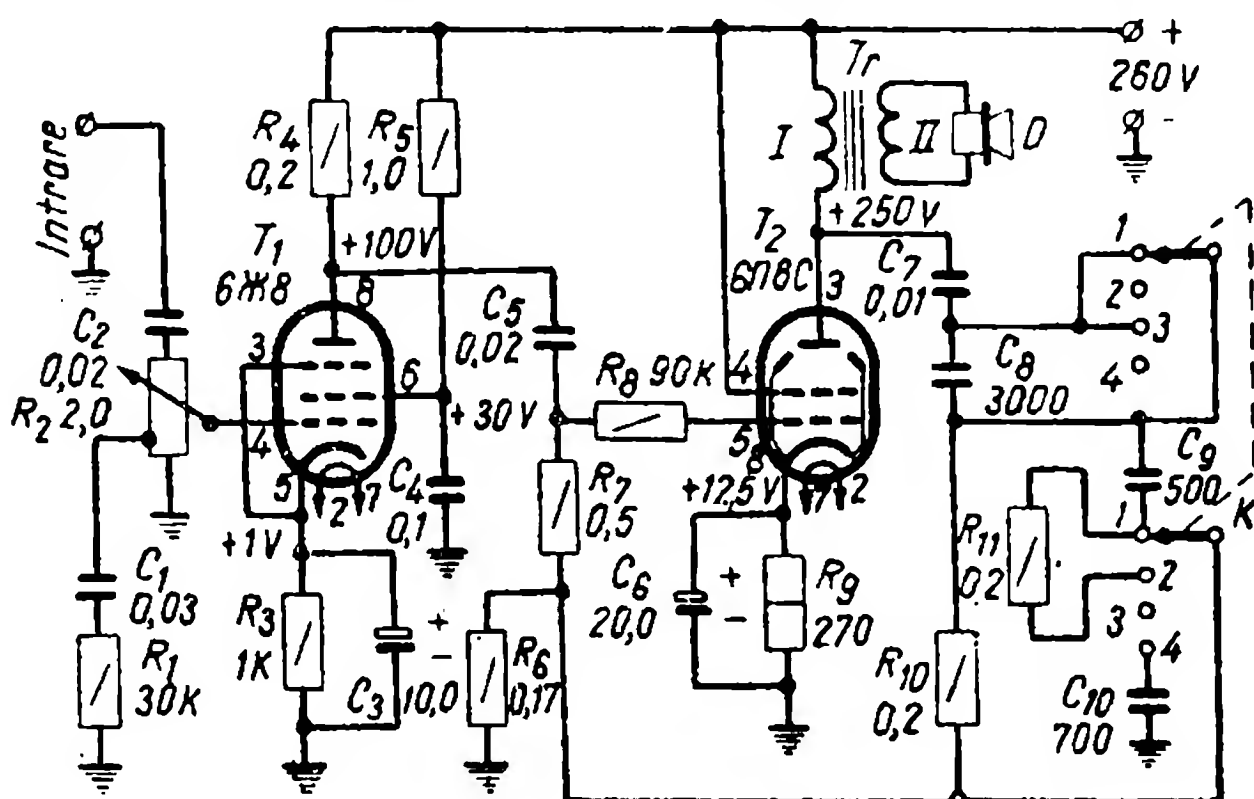 Intrare
C2
0,02
R2 2,0
C1
0,03
R1
30K
R4
0,2
R5
1,0
T1
6Ж8
+100V
8
3
4
5
2
7
6
+30V
+1V
R3
1K
C3
10,0
+
-
C4
0,1
C5
0,02
R8 90K
R7
0,5
R6
0,17
Tr
I
II
D
+
260V
-
+250V
T2
6П8С
3
4
5
8
7
2
+12,5V
C6
20,0
+
-
R9
270
C7
0,01
C8
3000
1
2
3
4
C9
500
K
R11
0,2
1
2
3
4
R10
0,2
C10
700